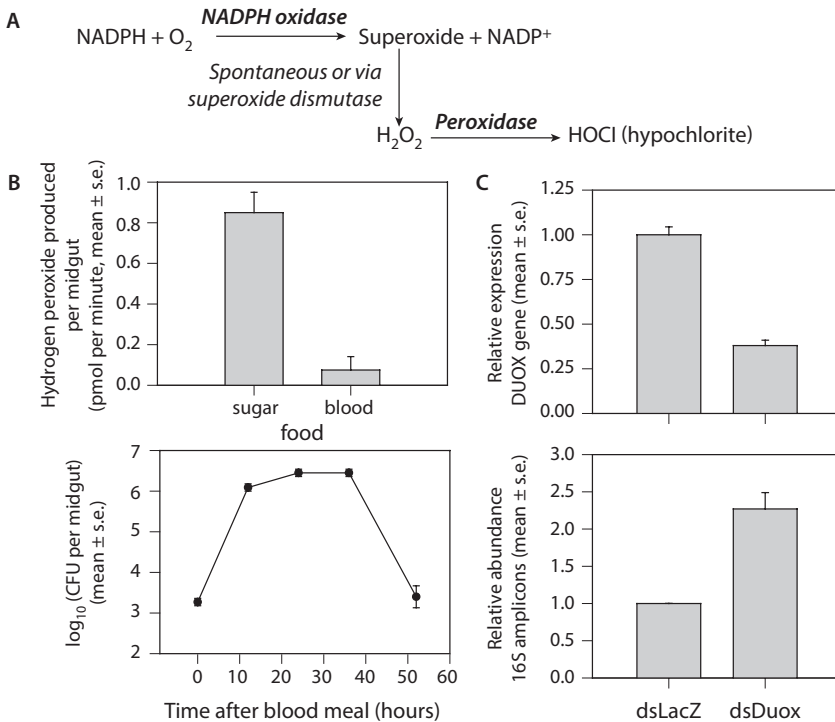 A
NADPH + O2 NADPH oxidase Superoxide + NADP+
Spontaneous or via
superoxide dismutase
H2O2 Peroxidase HOCl (hypochlorite)
B
Hydrogen peroxide produced
per midgut
(pmol per minute, mean ± s.e.)
1.0
0.8
0.6
0.4
0.2
0.0
sugar blood
food
log10 (CFU per midgut)
(mean ± s.e.)
7
6
5
4
3
2
0 10 20 30 40 50 60
Time after blood meal (hours)
C
Relative expression
DUOX gene (mean ± s.e.)
1.25
1.00
0.50
0.25
0.00
Relative abundance
16S amplicons (mean ± s.e.)
3.0
2.5
2.0
1.5
1.0
0.5
0.0
dsLacZ dsDuox